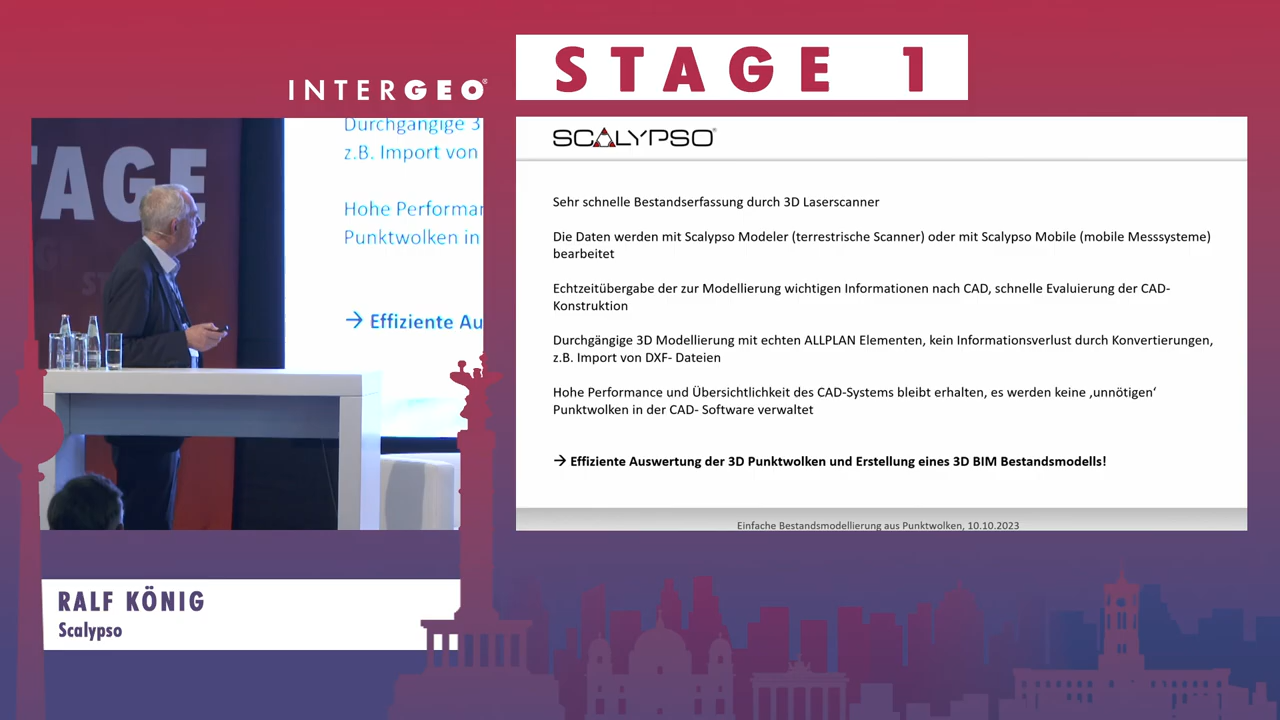 STAGE 1
INTERGEO®
TAGE
Durchgängige 3
z.B. Import von
Hohe Performa
Punktwolken in
→ Effiziente Au
SCALYPSO®
Sehr schnelle Bestandserfassung durch 3D Laserscanner
Die Daten werden mit Scalypso Modeler (terrestrische Scanner) oder mit Scalypso Mobile (mobile Messsysteme)
bearbeitet
Echtzeitübergabe der zur Modellierung wichtigen Informationen nach CAD, schnelle Evaluierung der CAD-
Konstruktion
Durchgängige 3D Modellierung mit echten ALLPLAN Elementen, kein Informationsverlust durch Konvertierungen,
z.B. Import von DXF- Dateien
Hohe Performance und Übersichtlichkeit des CAD-Systems bleibt erhalten, es werden keine ‚unnötigen‘
Punktwolken in der CAD- Software verwaltet
→ Effiziente Auswertung der 3D Punktwolken und Erstellung eines 3D BIM Bestandsmodells!
Einfache Bestandsmodellierung aus Punktwolken, 10.10.2023
RALF KÖNIG
Scalypso